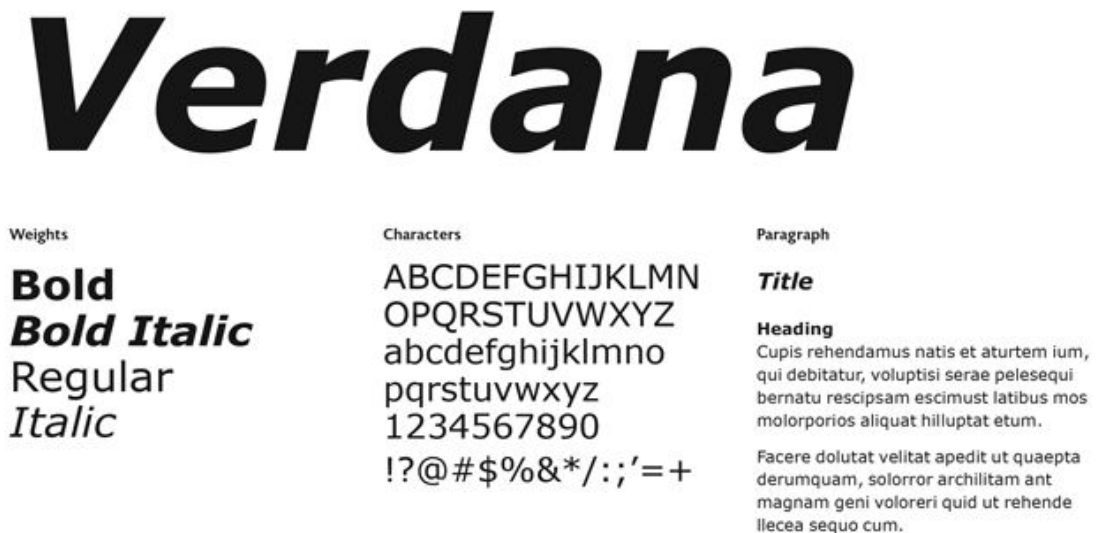 Verdana
Weights
Bold
Bold Italic
Regular
Italic
Characters
ABCDEFGHIJKLMN
OPQRSTUVWXYZ
abcdefghijklmno
pqrstuvwxyz
1234567890
!?@#$%&*/:;’=+
Paragraph
Title
Heading
Cupis rehendamus natis et aturtem ium,
qui debitatur, voluptisi serae pelesequi
bernatu rescipsam escimust latibus mos
molorporios aliquat hilluptat etum.
Facere dolutat velitat apedit ut quaepta
derumquam, solorror architilam ant
magnam geni voloreri quid ut rehende
llecea sequo cum.